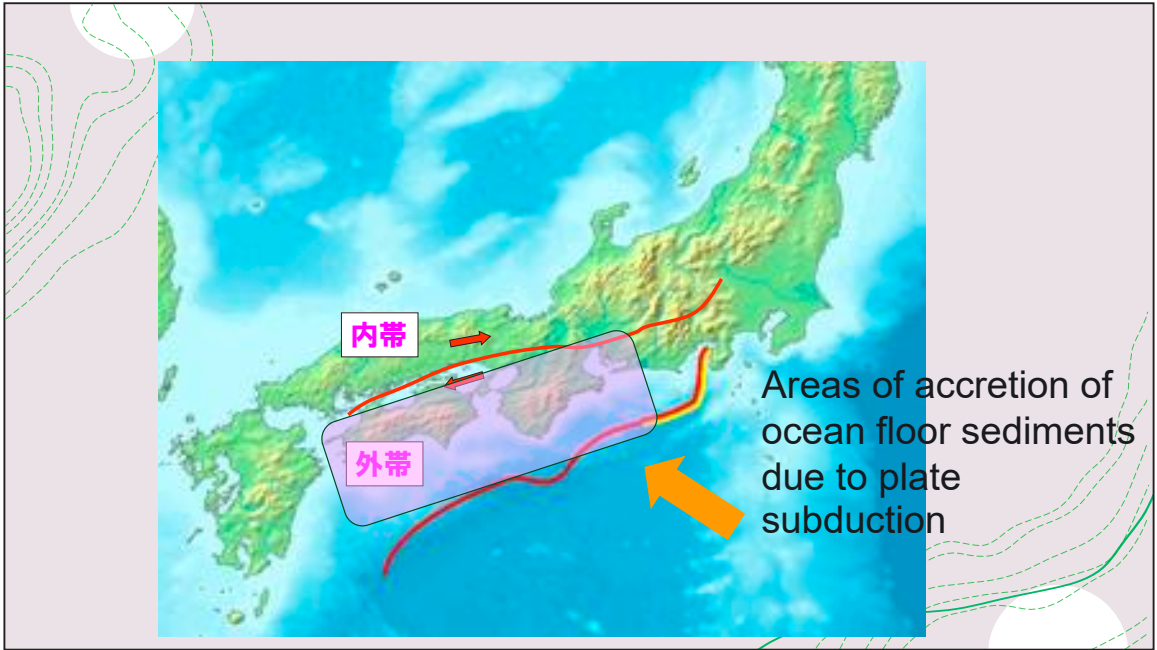 内帯
外帯
Areas of accretion of
ocean floor sediments
due to plate
subduction